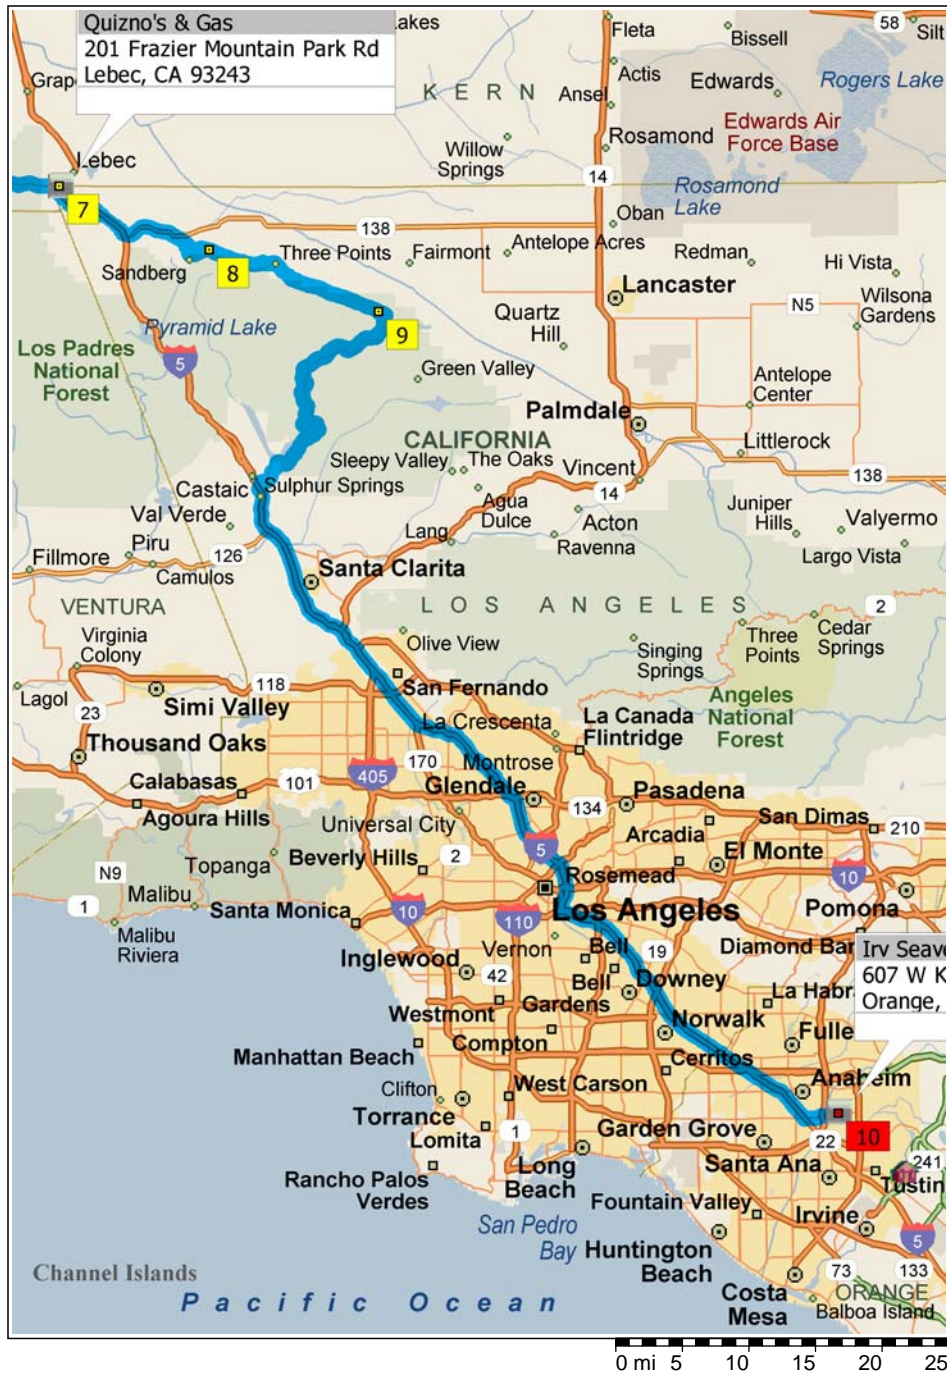 Quizno's & Gas
201 Frazier Mountain Park Rd
Lebec, CA 93243
Lakes
Fleta
Bissell
58
Silt
Grap
Actis
Edwards
Rogers Lake
KERN
Ansel
Edwards Air
Force Base
Willow
Springs
Rosamond
Lebec
14
Rosamond
Lake
7
Oban
138
Antelope Acres
Sandberg
8
Three Points
Fairmont
Redman
Hi Vista
Lancaster
Wilsona
Gardens
N5
Quartz
Hill
Pyramid Lake
9
Los Padres
National
Forest
5
Green Valley
Antelope
Center
Palmdale
CALIFORNIA
Littlerock
Sleepy Valley
The Oaks
Vincent
138
Castaic
Sulphur Springs
14
Agua
Dulce
Juniper
Hills
Val Verde
Lang
Acton
Valyermo
Ravenna
Largo Vista
Fillmore
Piru
126
Camulos
Santa Clarita
VENTURA
LOS ANGELES
2
Virginia
Colony
Olive View
Singing
Springs
Three
Points
Cedar
Springs
Lagol
118
San Fernando
Simi Valley
23
La Crescenta
La Canada
Flintridge
Angeles
National
Forest
Thousand Oaks
170
Montrose
405
Calabasas
101
Glendale
134
Pasadena
Agoura Hills
Universal City
Arcadia
San Dimas
210
5
Topanga
Beverly Hills
2
El Monte
N9
Rosemead
10
Malibu
1
Santa Monica
10
110
Los Angeles
Pomona
Malibu
Riviera
Vernon
Bell
19
Diamond Bar
Irv Seave
607 W K
Orange,
Inglewood
42
Bell
Gardens
Downey
La Habr
Westmont
Norwalk
Fulle
Compton
Manhattan Beach
Cerritos
Clifton
West Carson
Anaheim
Torrance
Lomita
1
Garden Grove
22
10
Santa Ana
241
Tustin
Rancho Palos
Verdes
Long
Beach
Fountain Valley
Irvine
San Pedro
Bay
Huntington
Beach
5
Channel Islands
73
133
ORANGE
Costa
Mesa
Balboa Island
Pacific Ocean
0 mi 5 10 15 20 25